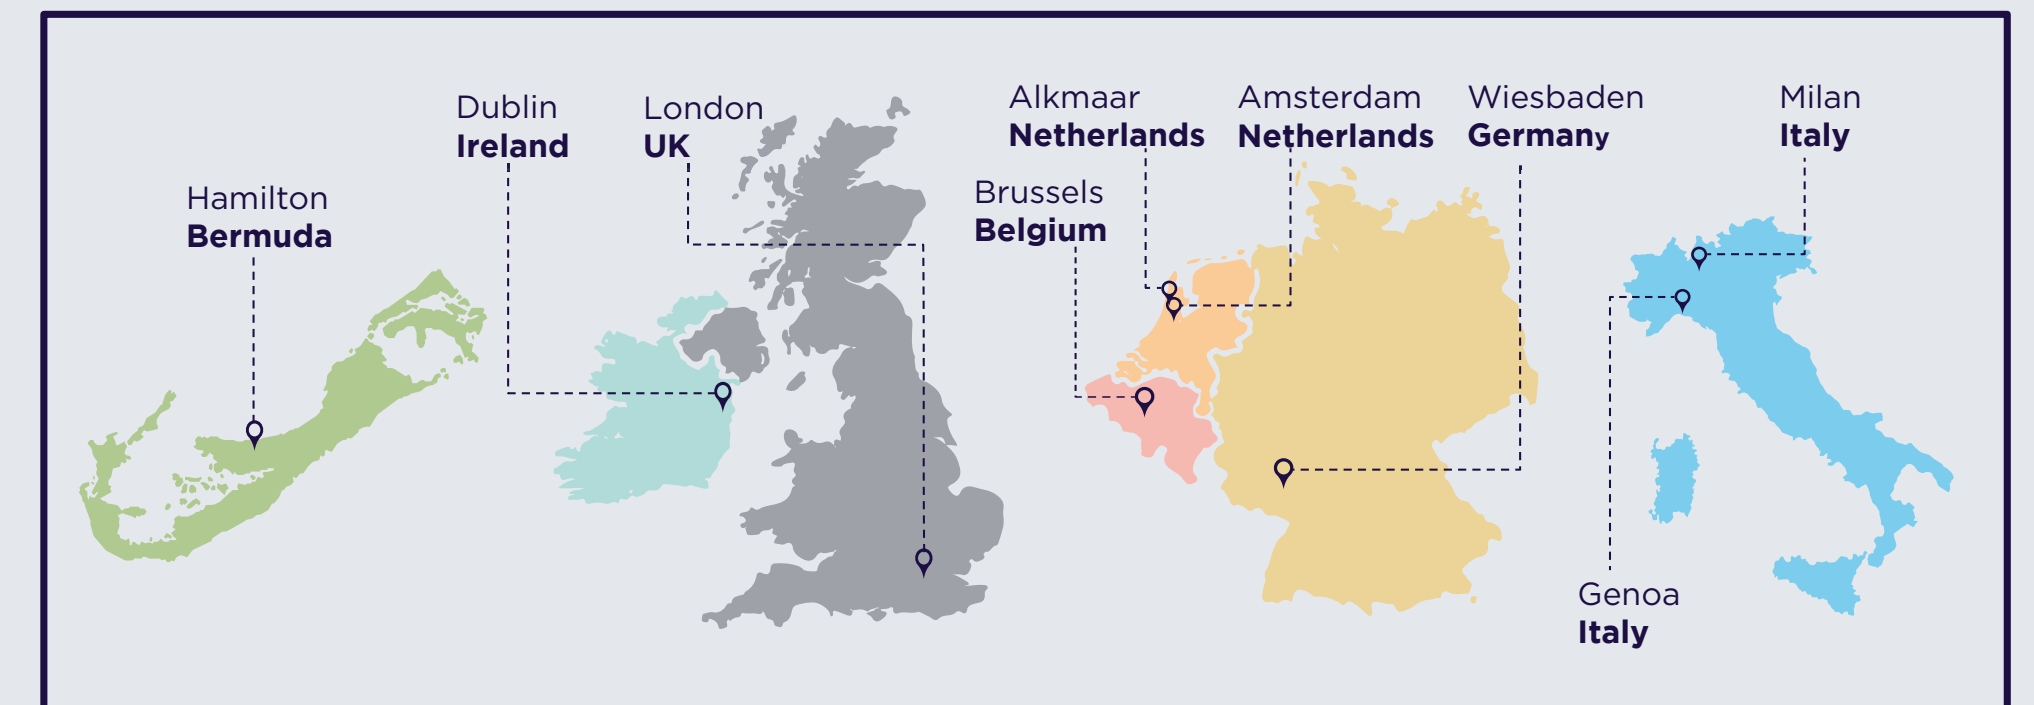 Hamilton
Bermuda
Dublin
Ireland
London
UK
Brussels
Belgium
Alkmaar
Netherlands
Amsterdam
Netherlands
Wiesbaden
Germany
Milan
Italy
Genoa
Italy